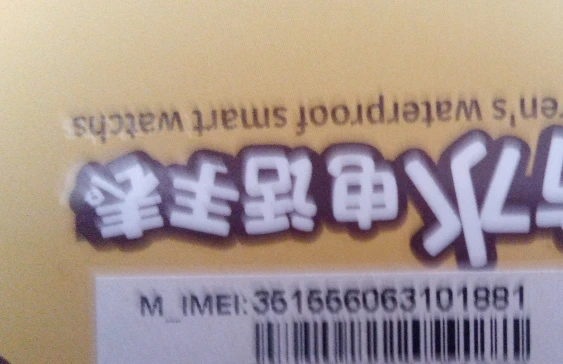 水电话手表
en's waterproof smart watchs
M_IMEI:351556063101881